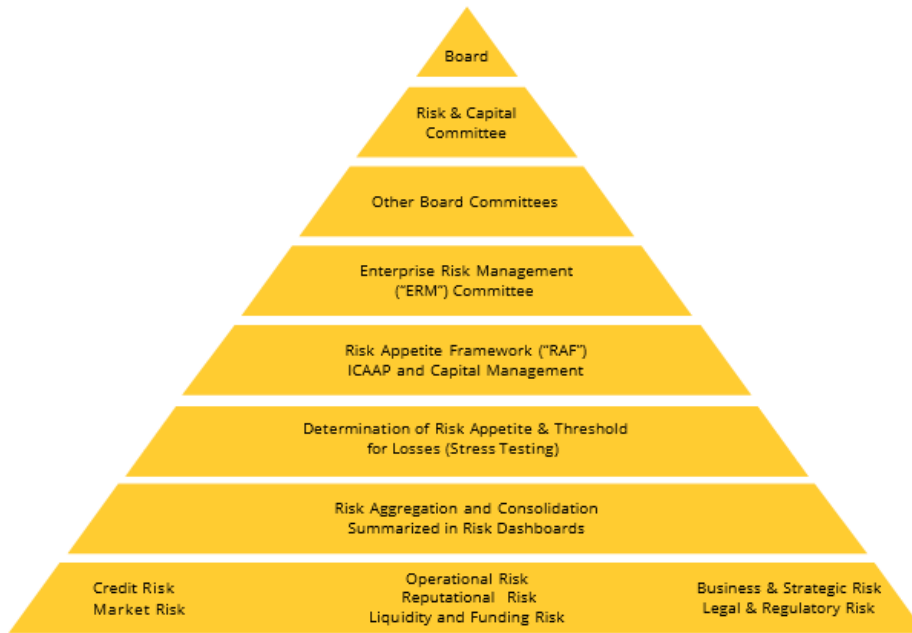 Board
Risk & Capital
Committee
Other Board Committees
Enterprise Risk Management
("ERM") Committee
Risk Appetite Framework ("RAF")
ICAAP and Capital Management
Determination of Risk Appetite & Threshold
for Losses (Stress Testing)
Risk Aggregation and Consolidation
Summarized in Risk Dashboards
Credit Risk
Market Risk
Operational Risk
Reputational Risk
Liquidity and Funding Risk
Business & Strategic Risk
Legal & Regulatory Risk